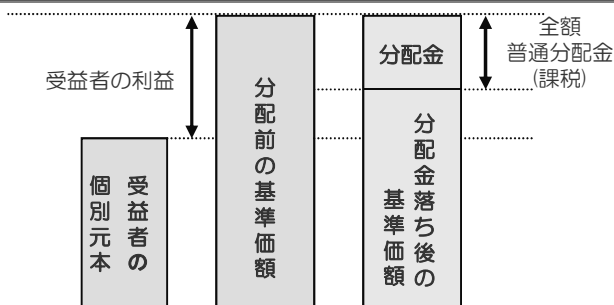 全額
普通分配金
(課税)
分配金
受益者の利益
分配前の基準価額
分配金落ち後の
基準価額
受益者の
個別元本